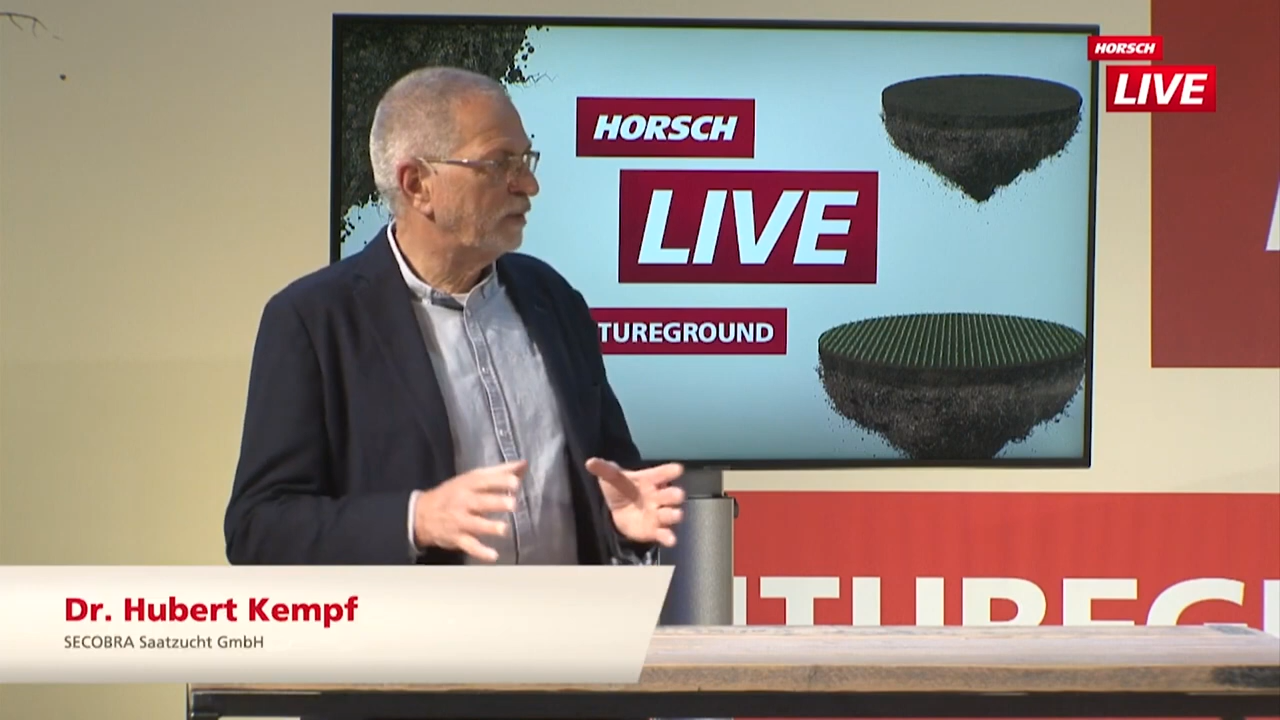 HORSCH
LIVE
HORSCH
LIVE
TUREGROUND
Dr. Hubert Kempf
SECOBRA Saatzucht GmbH